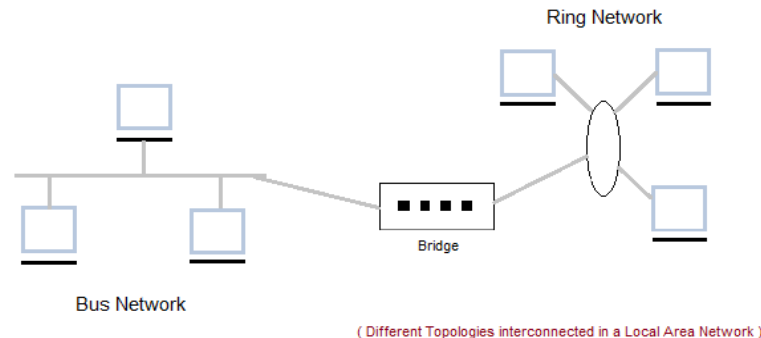 Ring Network
Bridge
Bus Network
( Different Topologies interconnected in a Local Area Network )